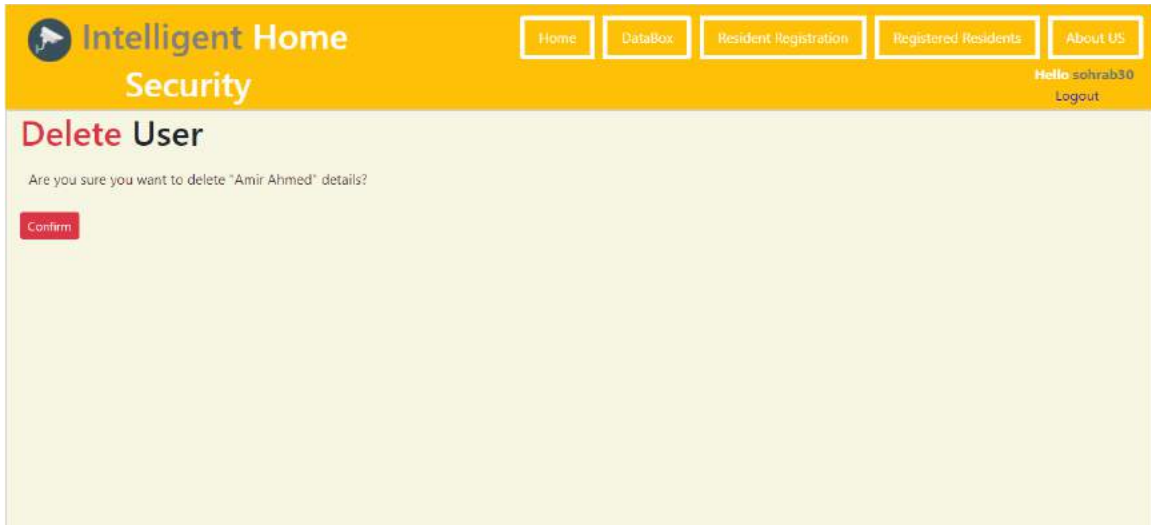 Intelligent Home
Security
Home
DataBox
Resident Registration
Registered Residents
About US
Hello sohrab30
Logout
Delete User
Are you sure you want to delete "Amir Ahmed" details?
Confirm